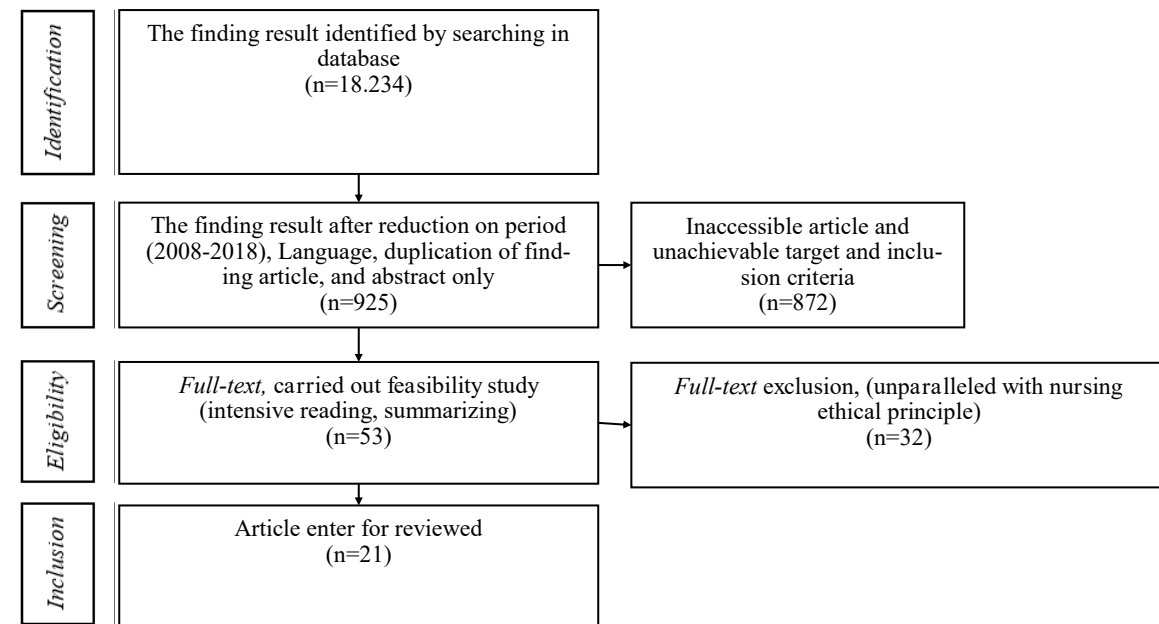 Identification
The finding result identified by searching in
database
(n=18.234)
Screening
The finding result after reduction on period
(2008-2018), Language, duplication of find-
ing article, and abstract only
(n=925)
Inaccessible article and
unachievable target and inclu-
sion criteria
(n=872)
Eligibility
Full-text, carried out feasibility study
(intensive reading, summarizing)
(n=53)
Full-text exclusion, (unparalleled with nursing
ethical principle)
(n=32)
Inclusion
Article enter for reviewed
(n=21)